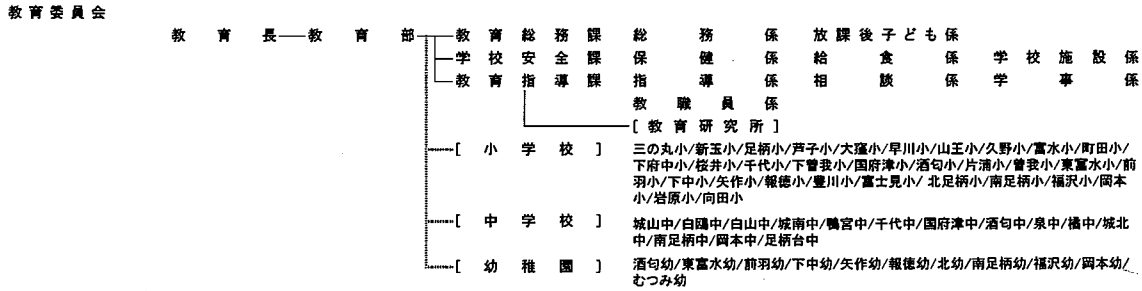 教育委員会
教育長 教育部 教育総務課 総務係 放課後子ども係
学校安全課 保健係 給食係 学校施設係
教育指導課 指導係 相談係 学事係
教職員係
[教育研究所]
[小学校] 三の丸小/新玉小/足柄小/芦子小/大窪小/早川小/山王小/久野小/富水小/町田小/
下府中小/桜井小/千代小/下曽我小/国府津小/酒匂小/片浦小/曽我小/東富水小/前
羽小/下中小/矢作小/報徳小/豊川小/富士見小/ 北足柄小/南足柄小/福沢小/岡本
小/岩原小/向田小
[中学校] 城山中/白鴎中/白山中/城南中/鴨宮中/千代中/国府津中/酒匂中/泉中/橘中/城北
中/南足柄中/岡本中/足柄台中
[幼稚園] 酒匂幼/東富水幼/前羽幼/下中幼/矢作幼/報徳幼/北幼/南足柄幼/福沢幼/岡本幼/
むつみ幼